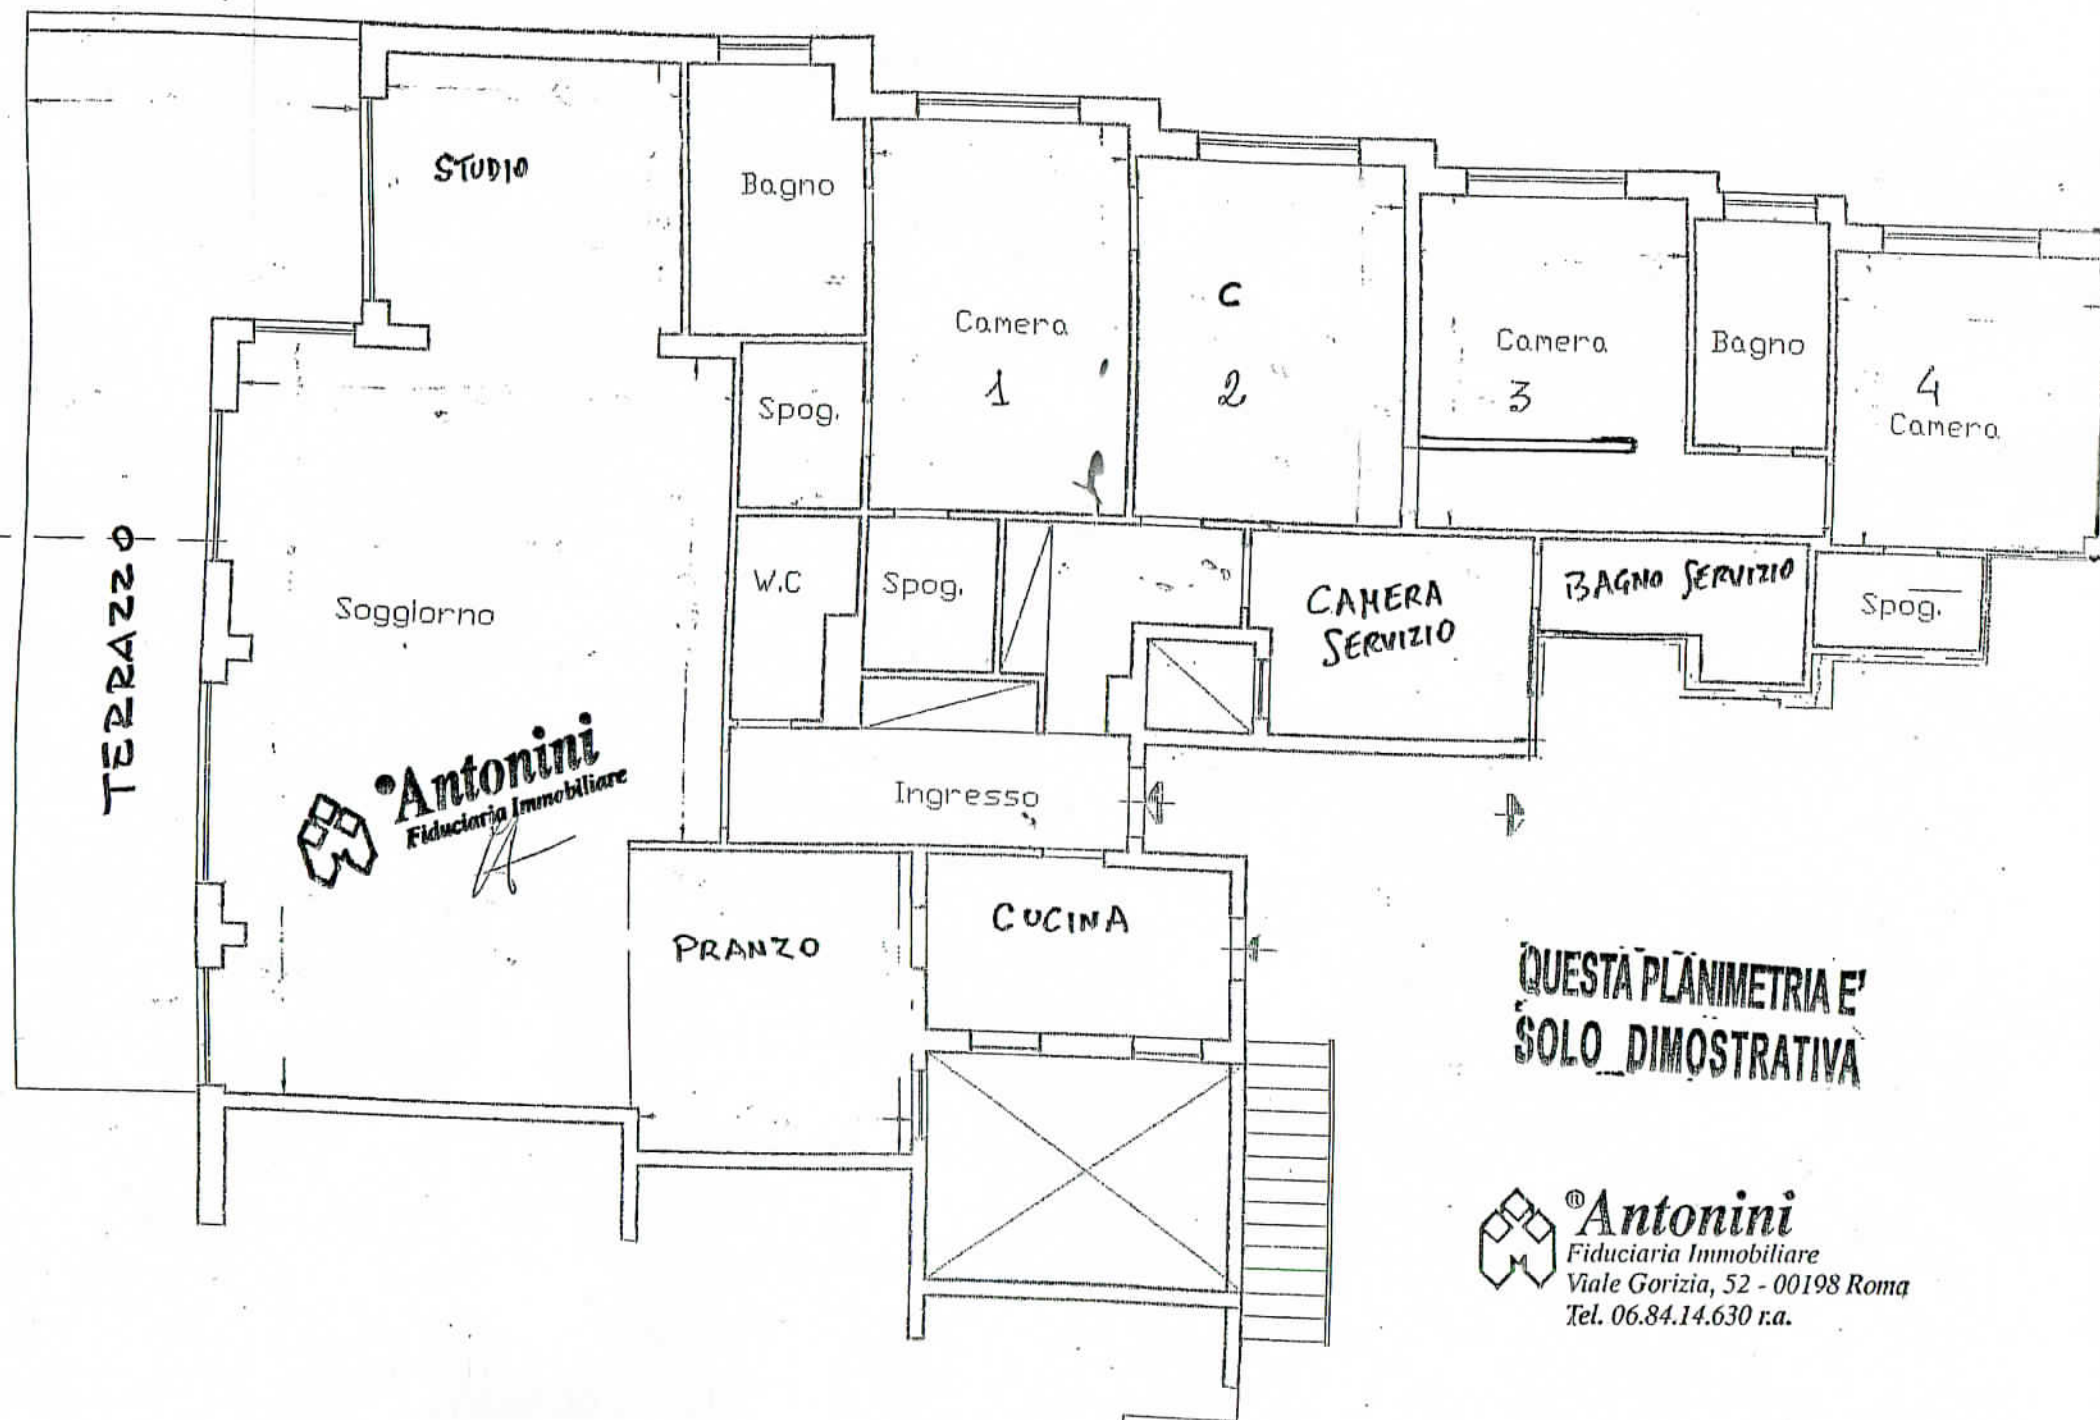 STUDIO
Bagno
Camera
1
C
2
Camera
3
Bagno
4
Camera
Spog.
W.C
Spog.
CAMERA
SERVIZIO
BAGNO SERVIZIO
Spog.
TERRAZZO
Soggiorno
Antonini
Fiduciaria Immobiliare
Ingresso
PRANZO
CUCINA
QUESTA PLANIMETRIA E'
SOLO DIMOSTRATIVA
®Antonini
Fiduciaria Immobiliare
Viale Gorizia, 52 - 00198 Roma
Tel. 06.84.14.630 r.a.